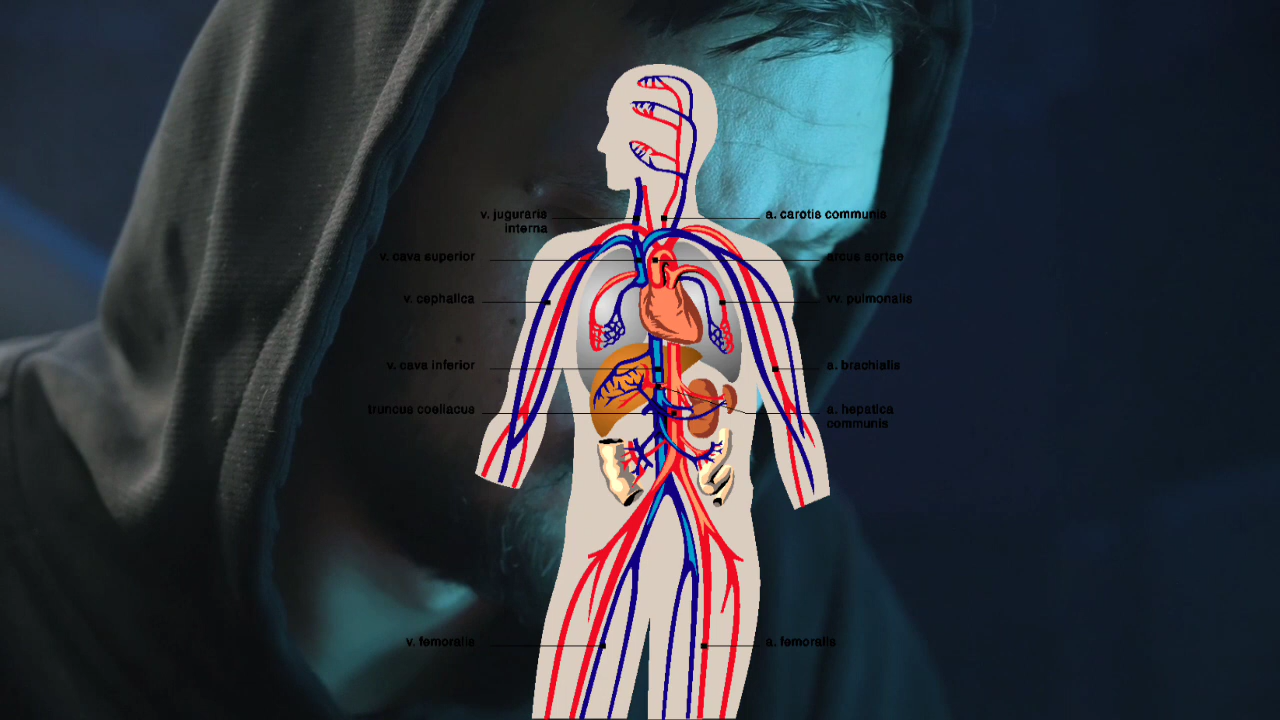 v. juguraris
interna
a. carotis communis
v. cava superior
arcus aortae
v. cephalica
vv. pulmonalis
v. cava inferior
a. brachialis
truncus coeliacus
a. hepatica
communis
v. femoralis
a. femoralis